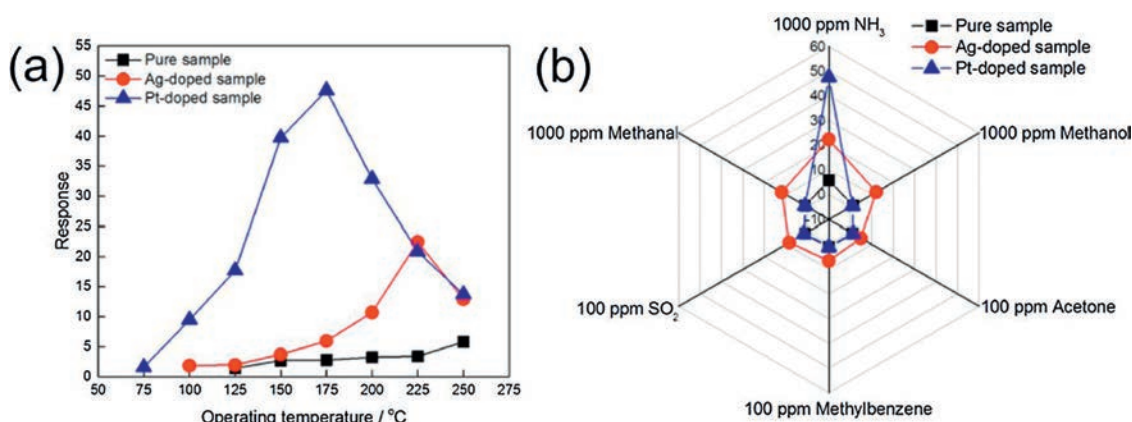 (a)
Pure sample
Ag-doped sample
Pt-doped sample
Response
55
50
45
40
35
30
25
20
15
10
5
0
50 75 100 125 150 175 200 225 250 275
Operating temperature / °C
(b)
Pure sample
Ag-doped sample
Pt-doped sample
1000 ppm NH₃
60
50
40
30
20
10
0
-10
1000 ppm Methanal
1000 ppm Methanol
100 ppm SO₂
100 ppm Acetone
100 ppm Methylbenzene